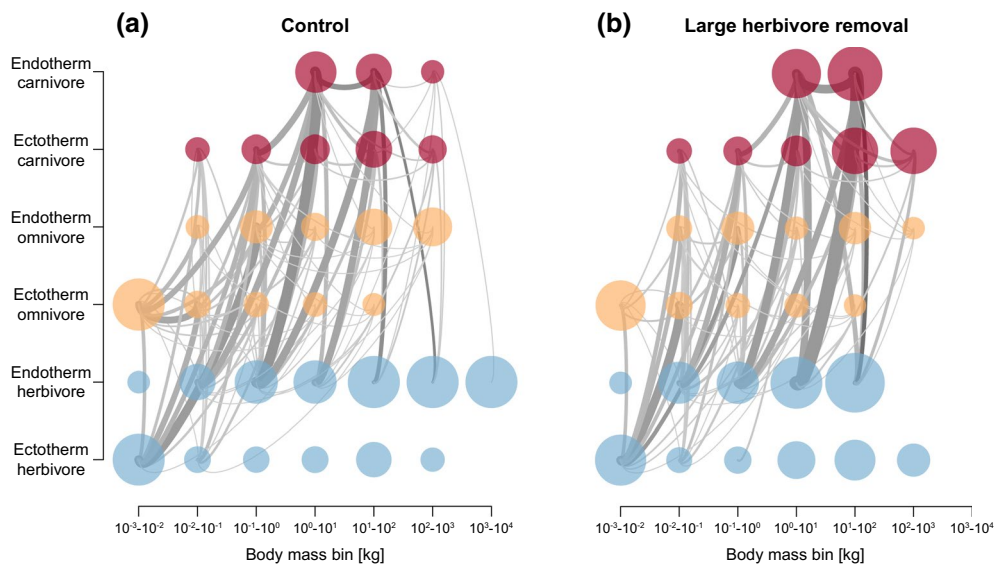 (a) Control
(b) Large herbivore removal
Endotherm
carnivore
Ectotherm
carnivore
Endotherm
omnivore
Ectotherm
omnivore
Endotherm
herbivore
Ectotherm
herbivore
10⁻³-10⁻² 10⁻²-10⁻¹ 10⁻¹-10⁰ 10⁰-10¹ 10¹-10² 10²-10³ 10³-10⁴
Body mass bin [kg]
10⁻³-10⁻² 10⁻²-10⁻¹ 10⁻¹-10⁰ 10⁰-10¹ 10¹-10² 10²-10³ 10³-10⁴
Body mass bin [kg]